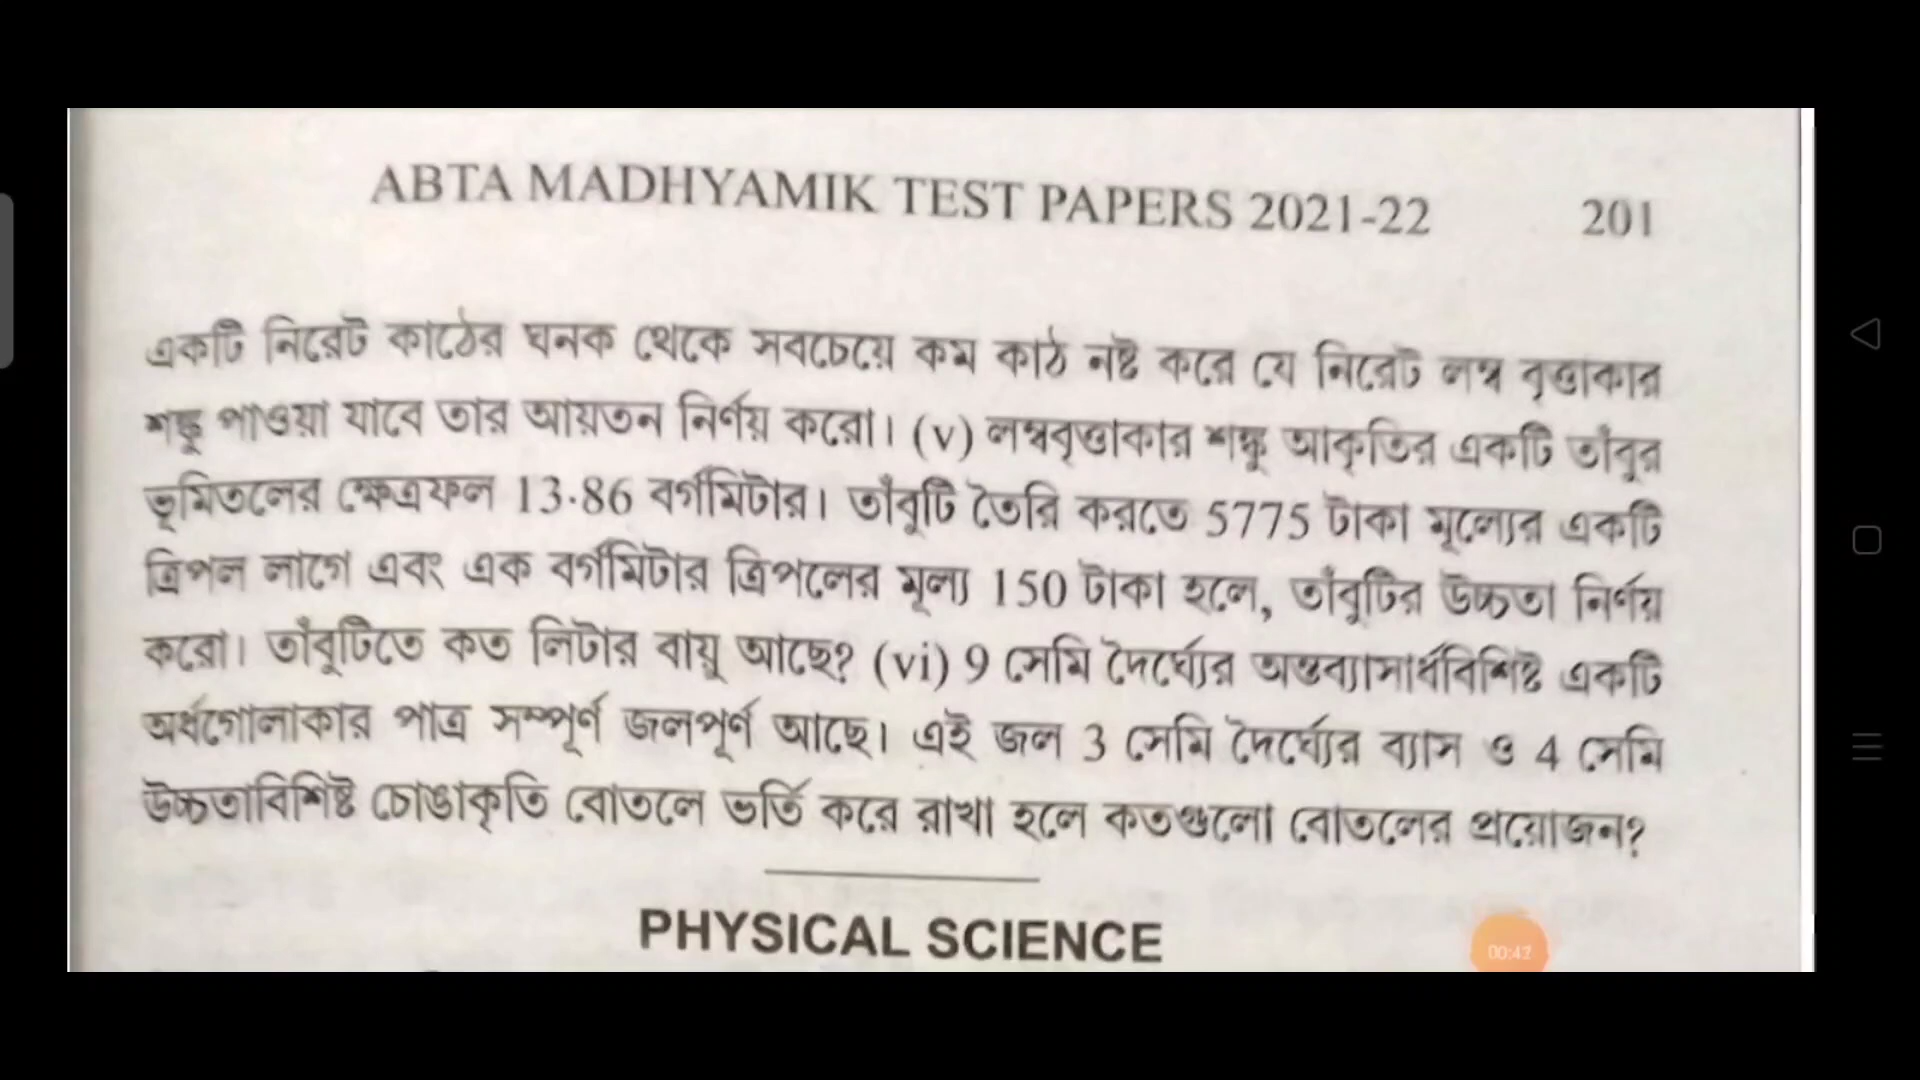 ABTA MADHYAMIK TEST PAPERS 2021-22 201
একটি নিরেট কাঠের ঘনক থেকে সবচেয়ে কম কাঠ নষ্ট করে যে নিরেট লম্ব বৃত্তাকার
শঙ্কু পাওয়া যাবে তার আয়তন নির্ণয় করো। (v) লম্ববৃত্তাকার শঙ্কু আকৃতির একটি তাঁবুর
ভূমিতলের ক্ষেত্রফল 13·86 বর্গমিটার। তাঁবুটি তৈরি করতে 5775 টাকা মূল্যের একটি
ত্রিপল লাগে এবং এক বর্গমিটার ত্রিপলের মূল্য 150 টাকা হলে, তাঁবুটির উচ্চতা নির্ণয়
করো। তাঁবুটিতে কত লিটার বায়ু আছে? (vi) 9 সেমি দৈর্ঘ্যের অন্তব্যাসার্ধবিশিষ্ট একটি
অর্ধগোলাকার পাত্র সম্পূর্ণ জলপূর্ণ আছে। এই জল 3 সেমি দৈর্ঘ্যের ব্যাস ও 4 সেমি
উচ্চতাবিশিষ্ট চোঙাকৃতি বোতলে ভর্তি করে রাখা হলে কতগুলো বোতলের প্রয়োজন?
PHYSICAL SCIENCE
00:42